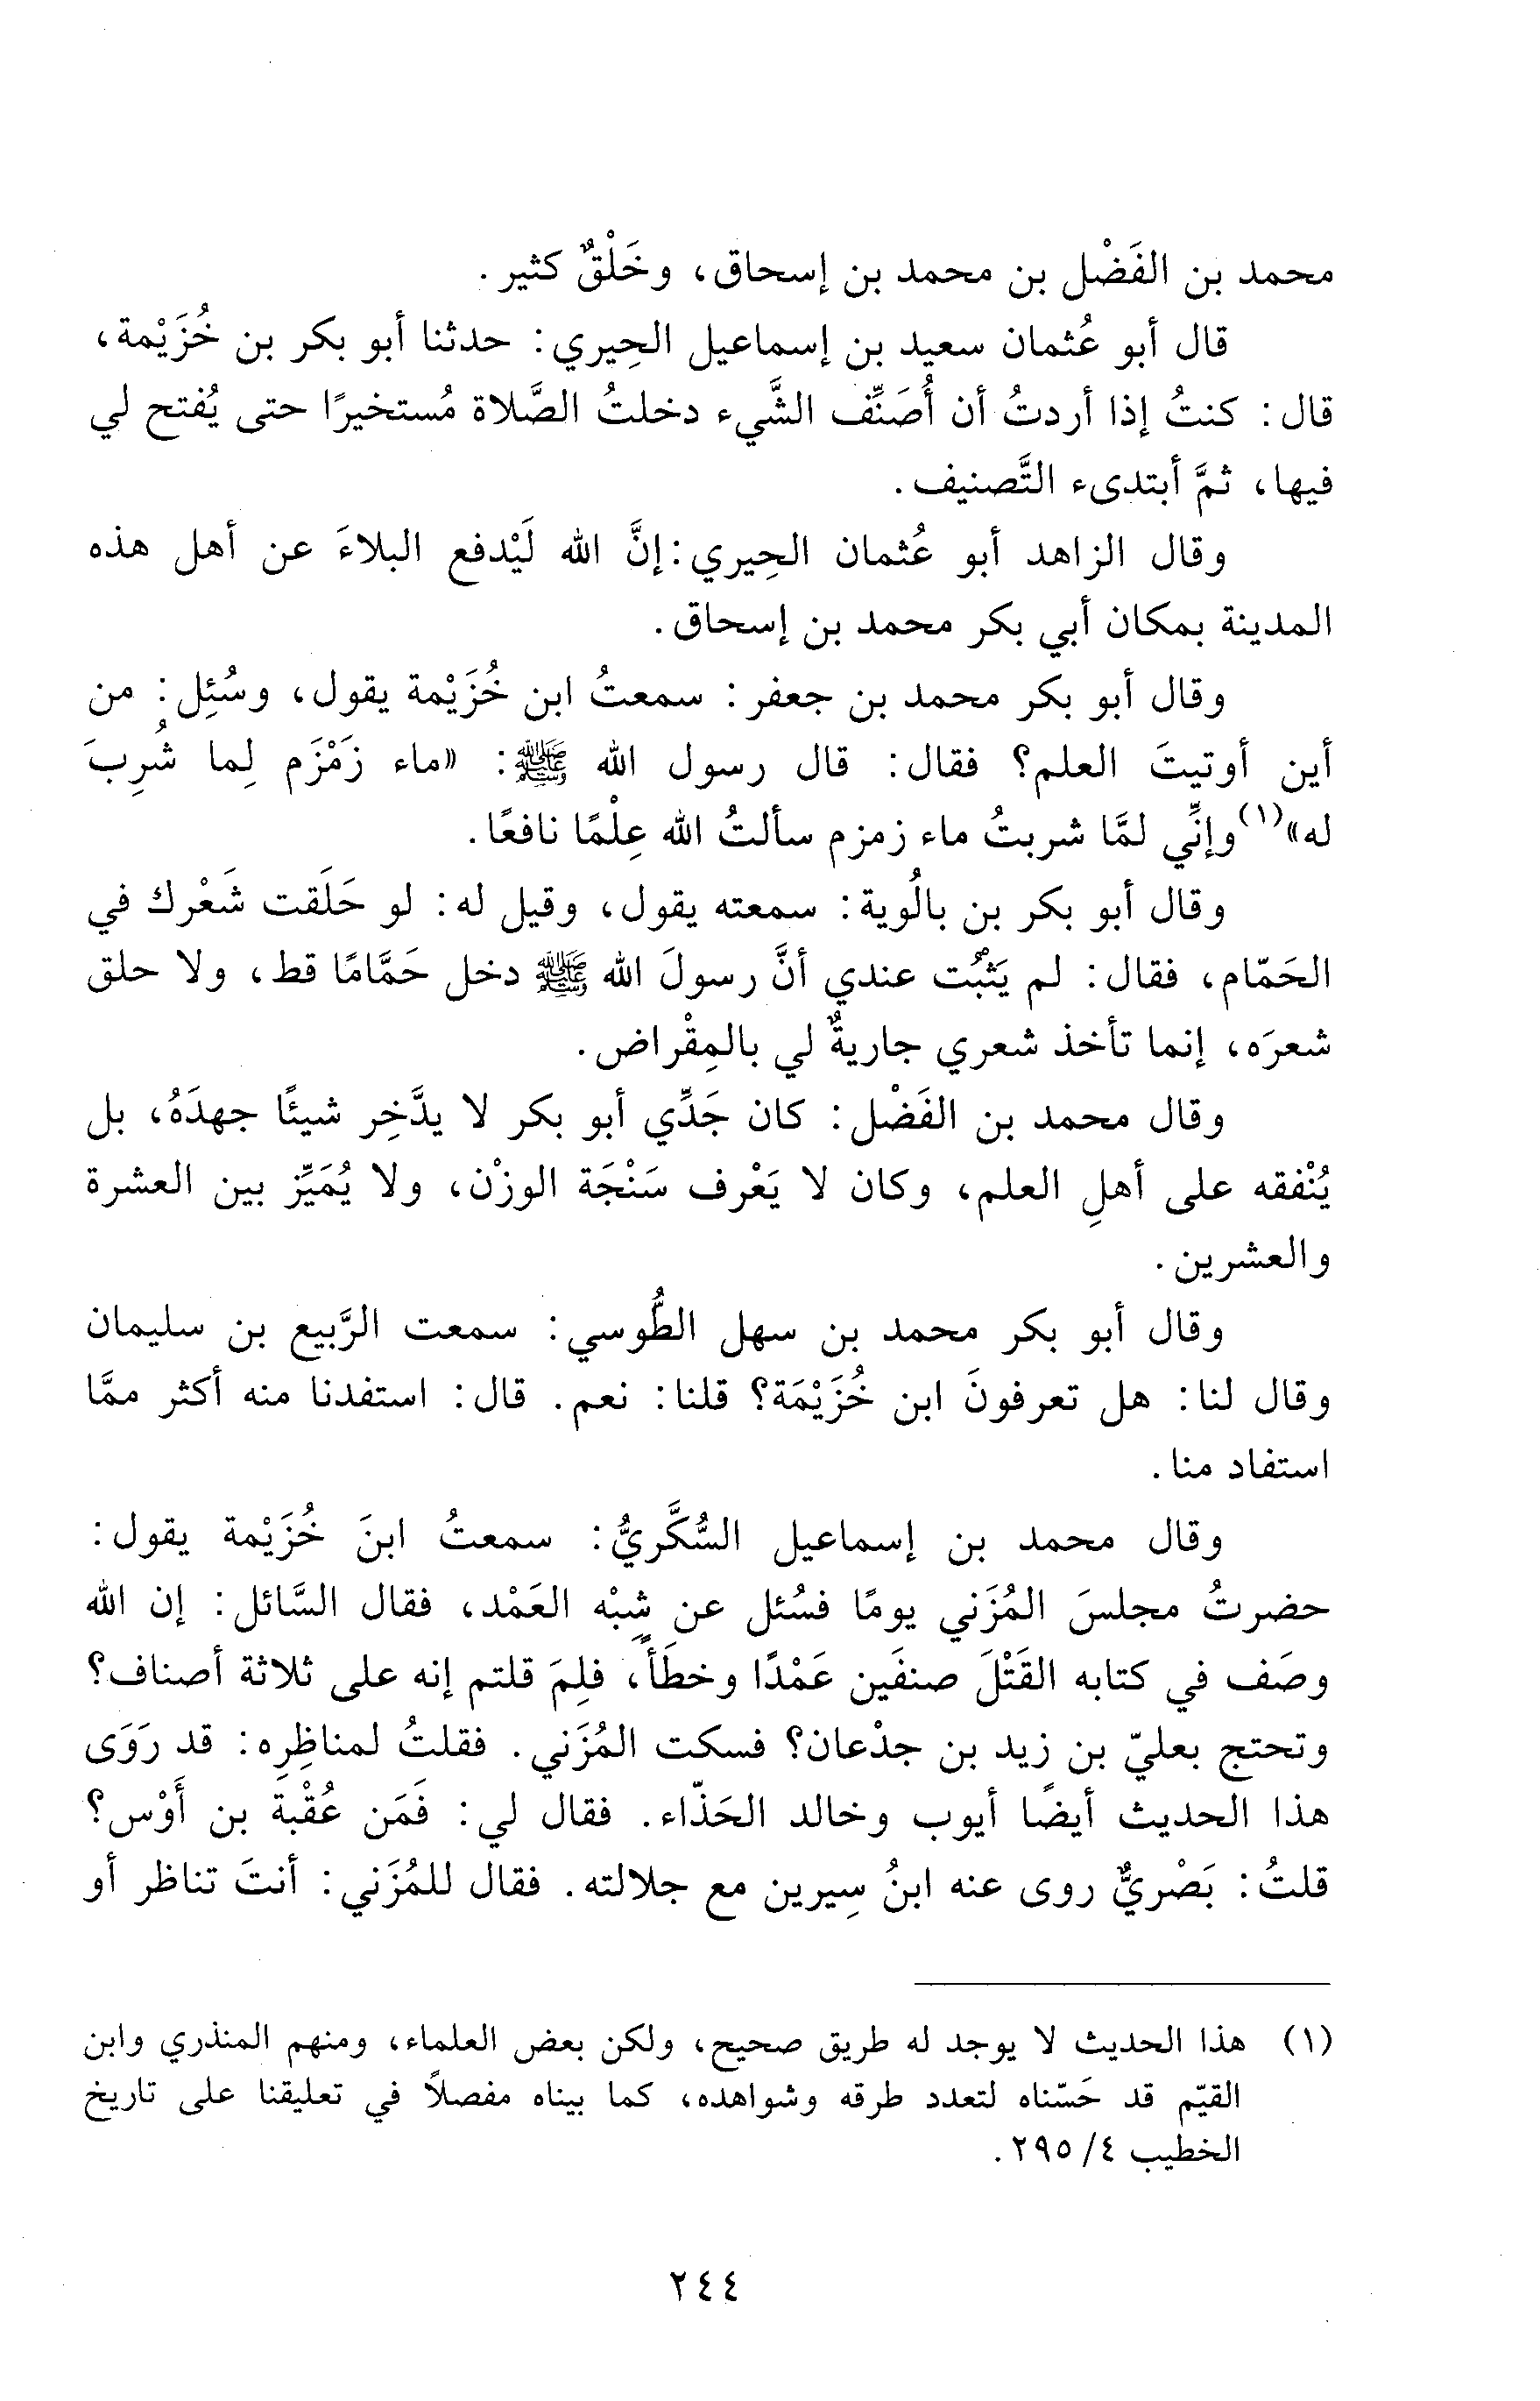 محمد بن الفَضْل بن محمد بن إسحاق، وخَلْقٌ كثير.
قال أبو عُثمان سعيد بن إسماعيل الحِيري: حدثنا أبو بكر بن خُزَيْمة،
قال: كنتُ إذا أردتُ أن أُصَنِّف الشَّيء دخلتُ الصَّلاة مُستخيرًا حتى يُفتح لي
فيها، ثمَّ أبتدىء التَّصنيف.
وقال الزاهد أبو عُثمان الحِيري:إنَّ الله لَيْدفع البلاءَ عن أهل هذه
المدينة بمكان أبي بكر محمد بن إسحاق.
وقال أبو بكر محمد بن جعفر: سمعتُ ابن خُزَيْمة يقول، وسُئِل: من
أين أوتيتَ العلم؟ فقال: قال رسول الله ﷺ: «ماء زَمْزَم لِما شُرِبَ
له»(١) وإنِّي لمَّا شربتُ ماء زمزم سألتُ الله عِلْمًا نافعًا.
وقال أبو بكر بن بالُوية: سمعته يقول، وقيل له: لو حَلَقت شَعْرك في
الحَمّام، فقال: لم يَثْبُت عندي أنَّ رسولَ الله ﷺ دخل حَمَّامًا قط، ولا حلق
شعرَه، إنما تأخذ شعري جاريةٌ لي بالمِقْراض.
وقال محمد بن الفَضْل: كان جَدِّي أبو بكر لا يدَّخِر شيئًا جهدَهُ، بل
يُنْفقه على أهلِ العلم، وكان لا يَعْرف سَنْجَة الوزْن، ولا يُمَيِّز بين العشرة
والعشرين.
وقال أبو بكر محمد بن سهل الطُّوسي: سمعت الرَّبيع بن سليمان
وقال لنا: هل تعرفونَ ابن خُزَيْمَة؟ قلنا: نعم. قال: استفدنا منه أكثر ممَّا
استفاد منا.
وقال محمد بن إسماعيل السُّكَّريُّ: سمعتُ ابنَ خُزَيْمة يقول:
حضرتُ مجلسَ المُزَني يومًا فسُئل عن شِبْه العَمْد، فقال السَّائل: إن الله
وصَف في كتابه القَتْلَ صنفَين عَمْدًا وخطَأً، فلِمَ قلتم إنه على ثلاثة أصناف؟
وتحتج بعليّ بن زيد بن جدْعان؟ فسكت المُزَني. فقلتُ لمناظِرِه: قد رَوَى
هذا الحديث أيضًا أيوب وخالد الحَذّاء. فقال لي: فَمَن عُقْبة بن أَوْس؟
قلتُ: بَصْريٌّ روى عنه ابنُ سِيرين مع جلالته. فقال للمُزَني: أنتَ تناظر أو
(١) هذا الحديث لا يوجد له طريق صحيح، ولكن بعض العلماء، ومنهم المنذري وابن
القيّم قد حَسّناه لتعدد طرقه وشواهده، كما بيناه مفصلاً في تعليقنا على تاريخ
الخطيب ٤/ ٢٩٥.
٢٤٤